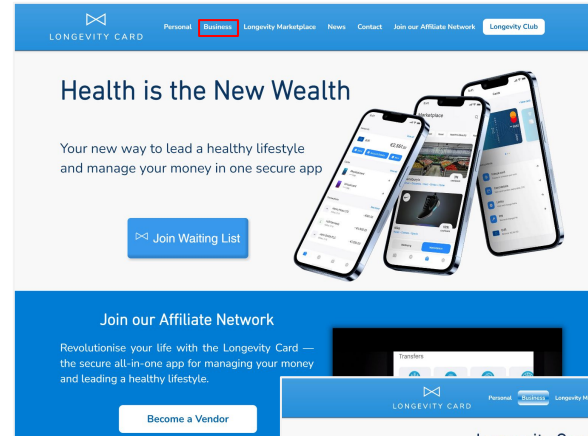 LONGEVITY CARD
Personal Business Longevity Marketplace News Contact Join our Affiliate Network Longevity Club
Health is the New Wealth
Your new way to lead a healthy lifestyle
and manage your money in one secure app
Join Waiting List
Marketplace
Join our Affiliate Network
Revolutionise your life with the Longevity Card —
the secure all-in-one app for managing your money
and leading a healthy lifestyle.
Become a Vendor
Transfers
LONGEVITY CARD
Personal Business Longevity M